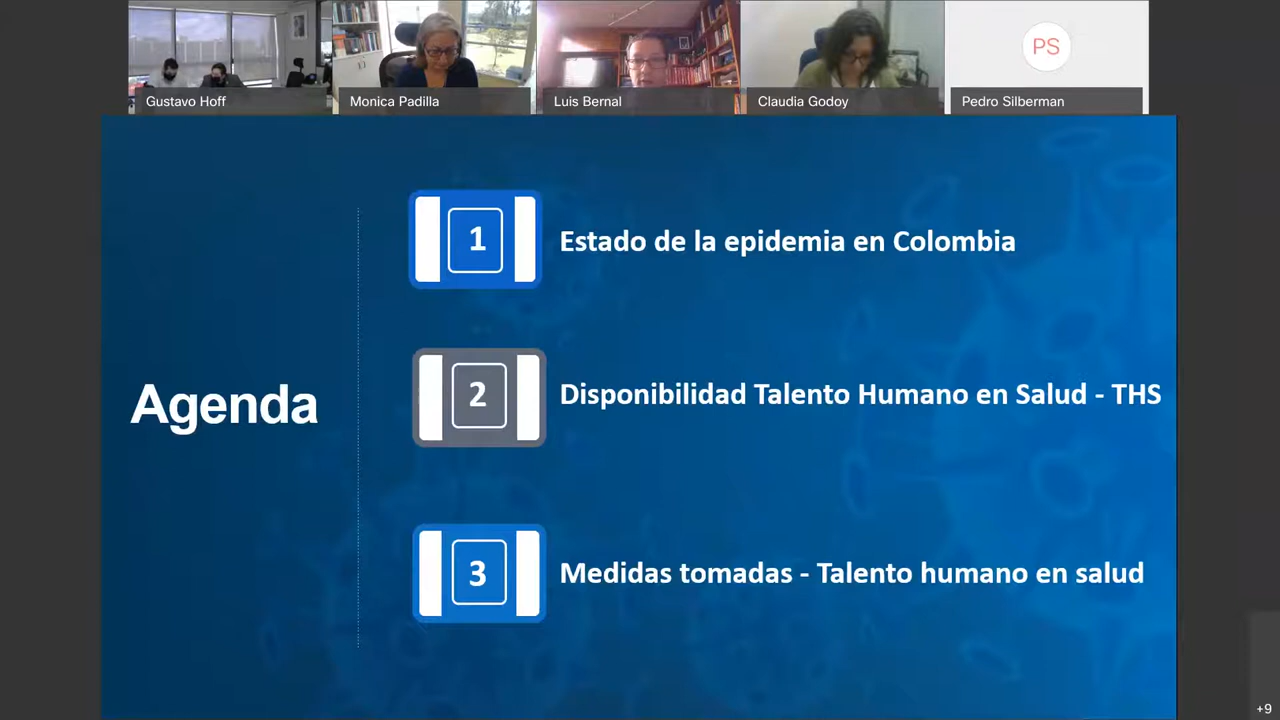 Gustavo Hoff
Monica Padilla
Luis Bernal
Claudia Godoy
PS
Pedro Silberman
Agenda
1
Estado de la epidemia en Colombia
2
Disponibilidad Talento Humano en Salud - THS
3
Medidas tomadas - Talento humano en salud
+9